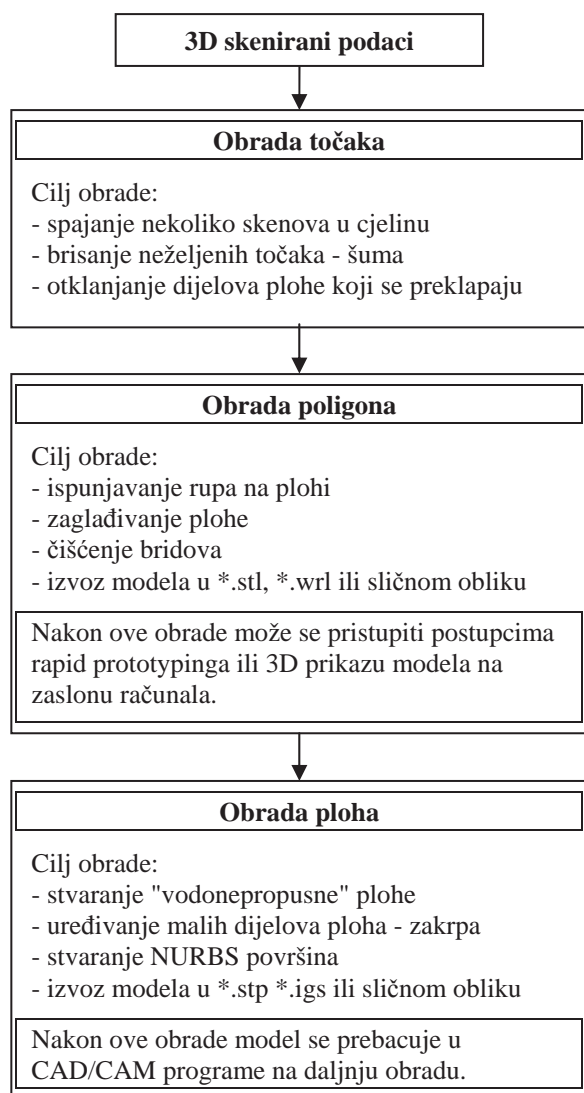 3D skenirani podaci
Obrada točaka
Cilj obrade:
- spajanje nekoliko skenova u cjelinu
- brisanje neželjenih točaka - šuma
- otklanjanje dijelova plohe koji se preklapaju
Obrada poligona
Cilj obrade:
- ispunjavanje rupa na plohi
- zaglađivanje plohe
- čišćenje bridova
- izvoz modela u *.stl, *.wrl ili sličnom obliku
Nakon ove obrade može se pristupiti postupcima
rapid prototypinga ili 3D prikazu modela na
zaslonu računala.
Obrada ploha
Cilj obrade:
- stvaranje "vodonepropusne" plohe
- uređivanje malih dijelova ploha - zakrpa
- stvaranje NURBS površina
- izvoz modela u *.stp *.igs ili sličnom obliku
Nakon ove obrade model se prebacuje u
CAD/CAM programe na daljnju obradu.